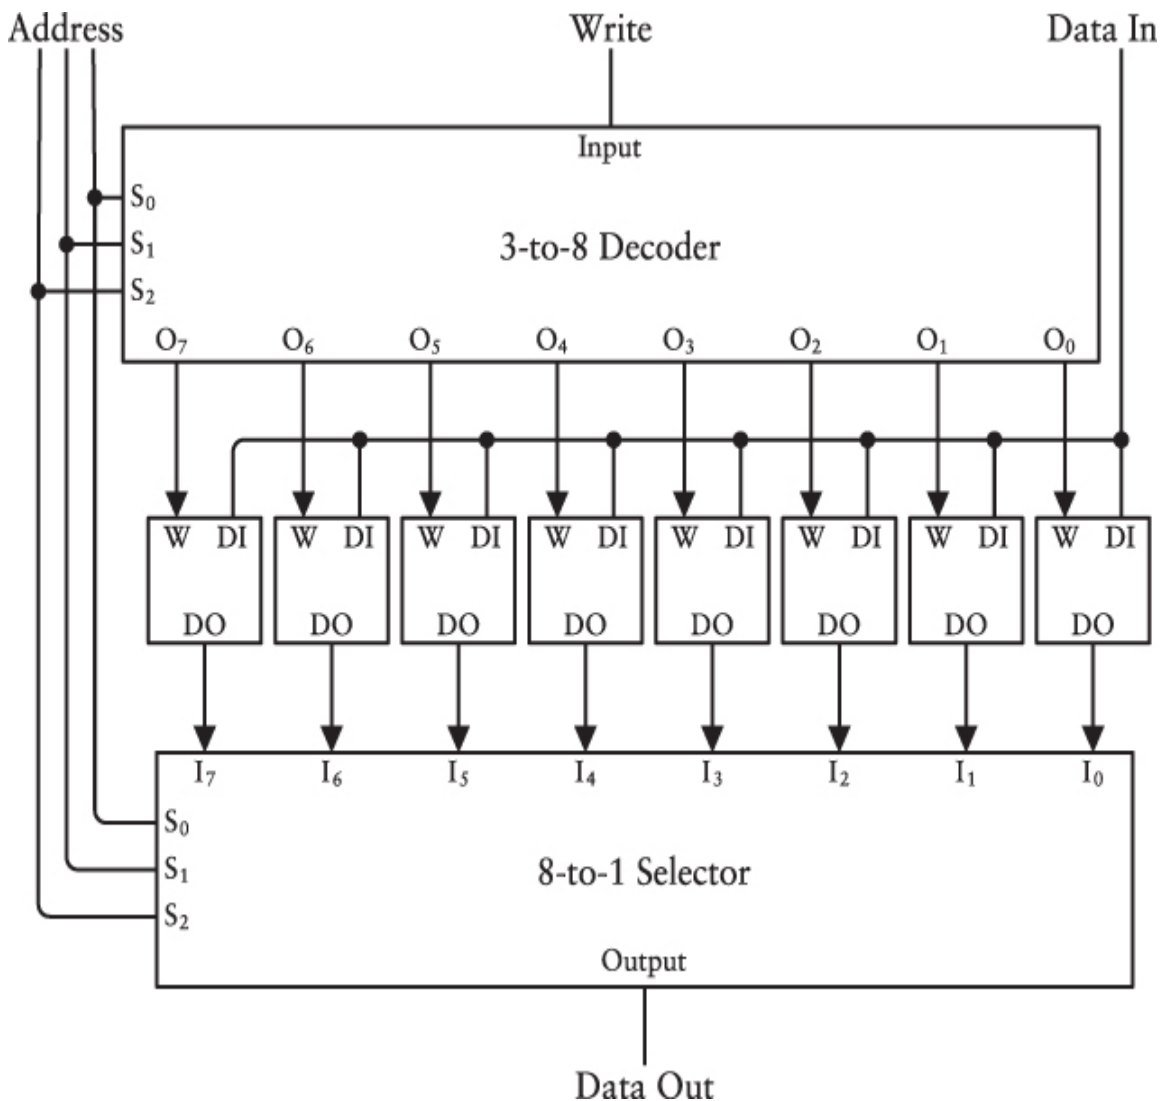 Address Write Data In
Input
S₀
S₁
3-to-8 Decoder
S₂
O₇ O₆ O₅ O₄ O₃ O₂ O₁ O₀
W DI W DI W DI W DI W DI W DI W DI W DI
DO DO DO DO DO DO DO DO
I₇ I₆ I₅ I₄ I₃ I₂ I₁ I₀
S₀
S₁
8-to-1 Selector
S₂
Output
Data Out